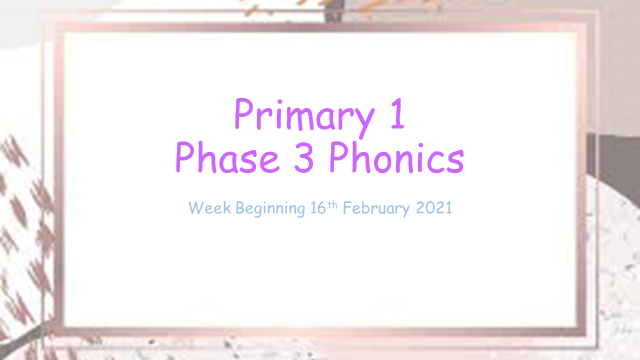 Primary 1
Phase 3 Phonics
Week Beginning 16th February 2021